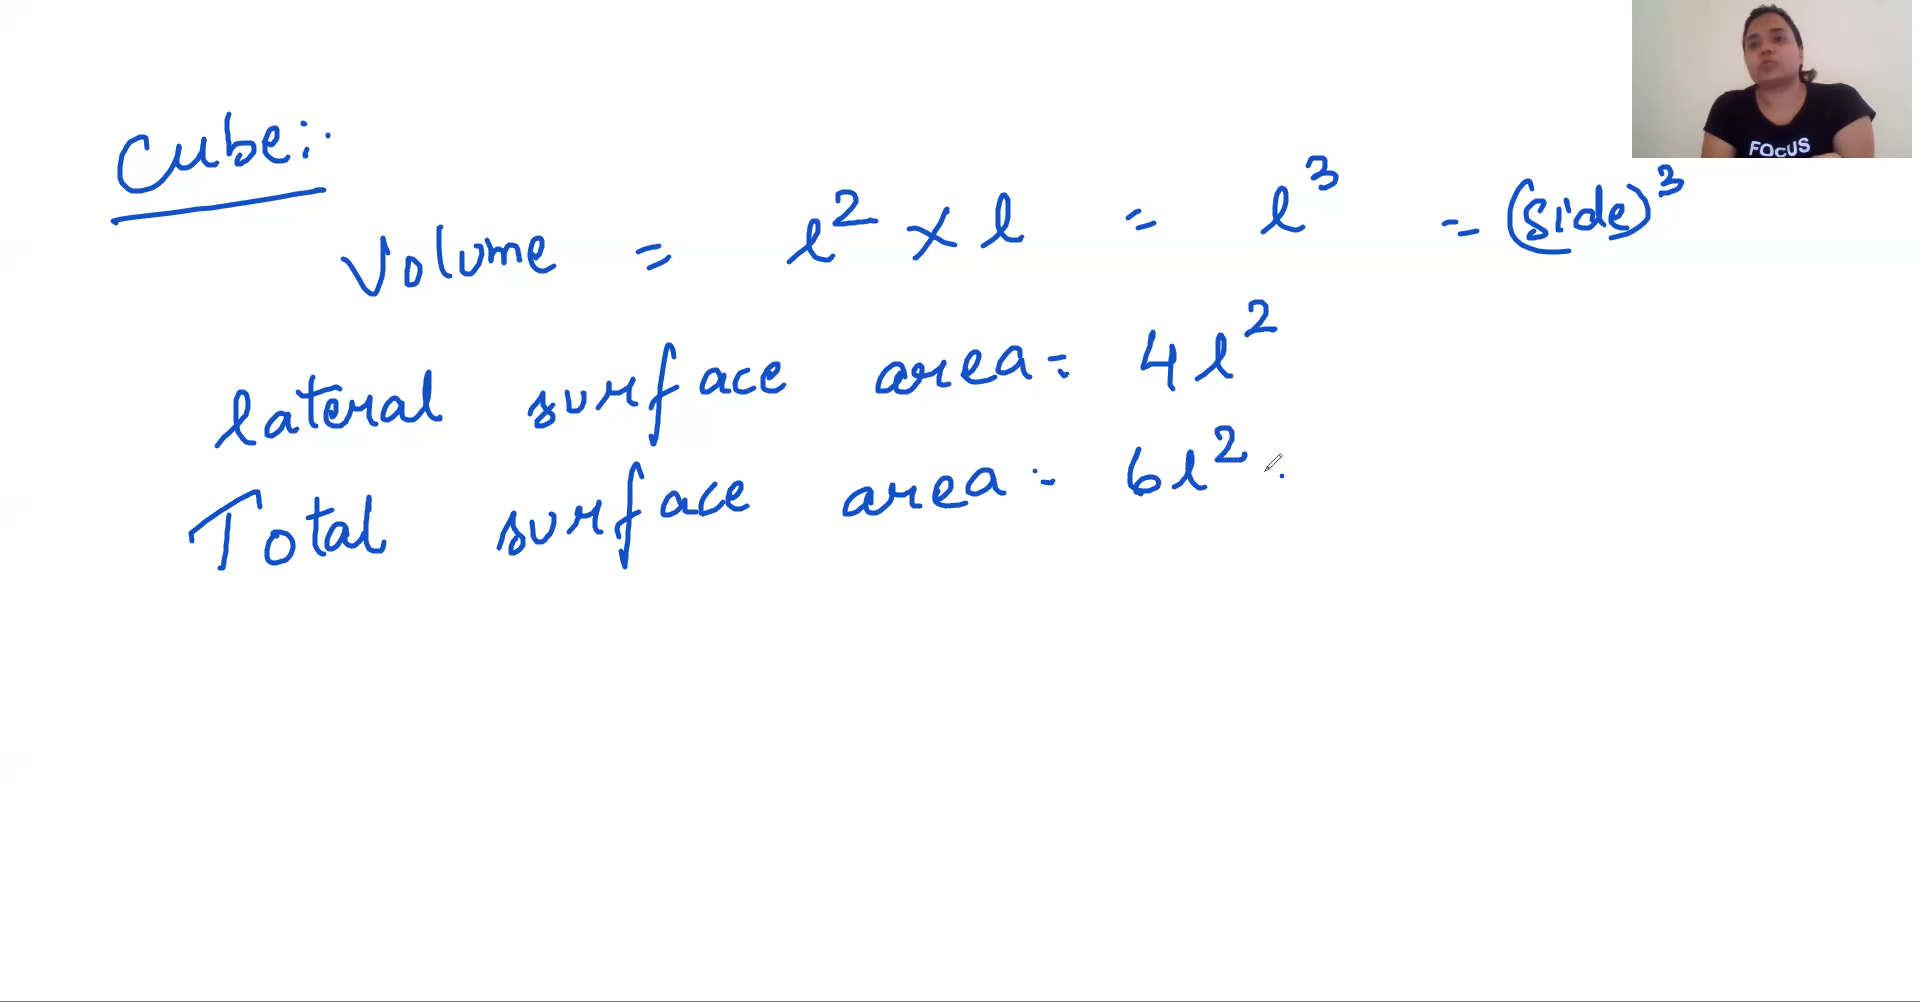 Cube:-
FOCUS
Volume = l² × l = l³ = (side)³
lateral surface area = 4l²
Total surface area = 6l².